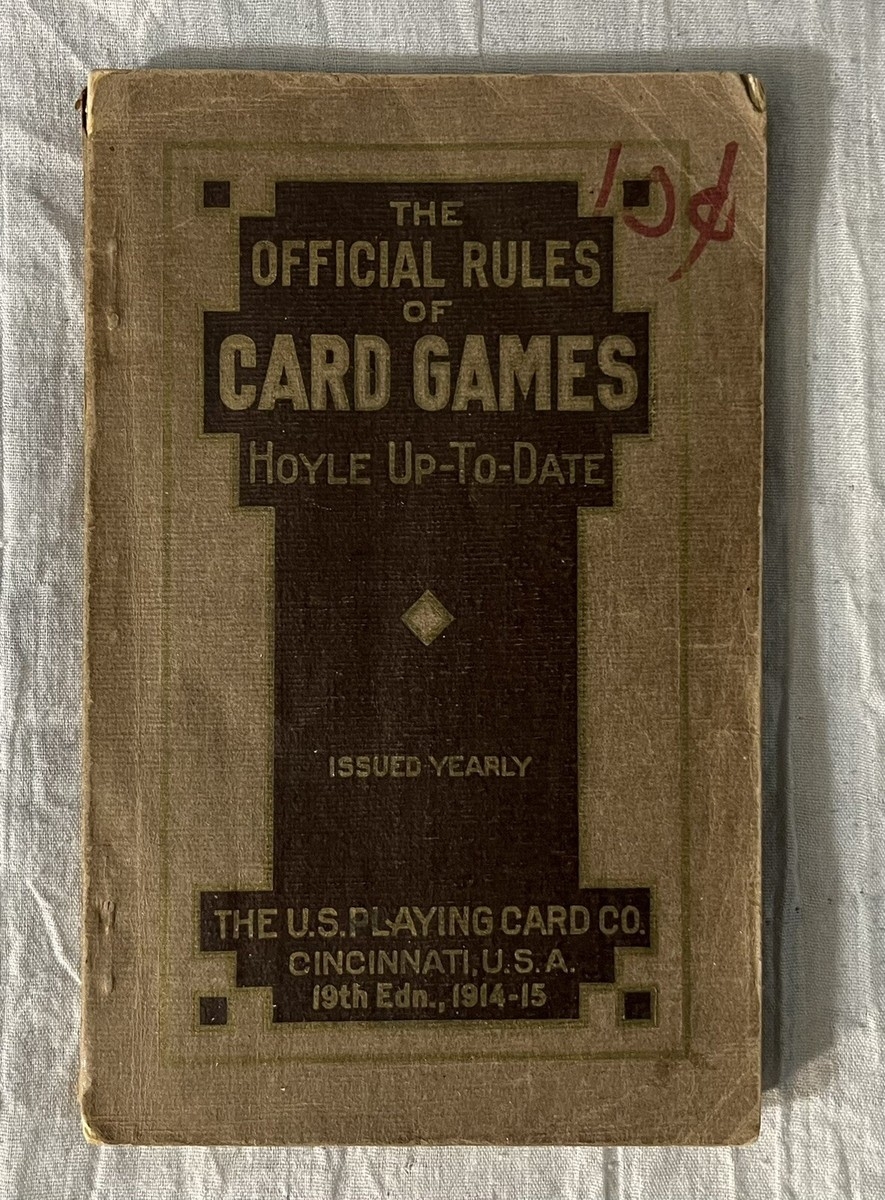 10¢
THE
OFFICIAL RULES
OF
CARD GAMES
HOYLE UP-TO-DATE
ISSUED YEARLY
THE U.S. PLAYING CARD CO.
CINCINNATI, U.S.A.
19th Edn., 1914-15